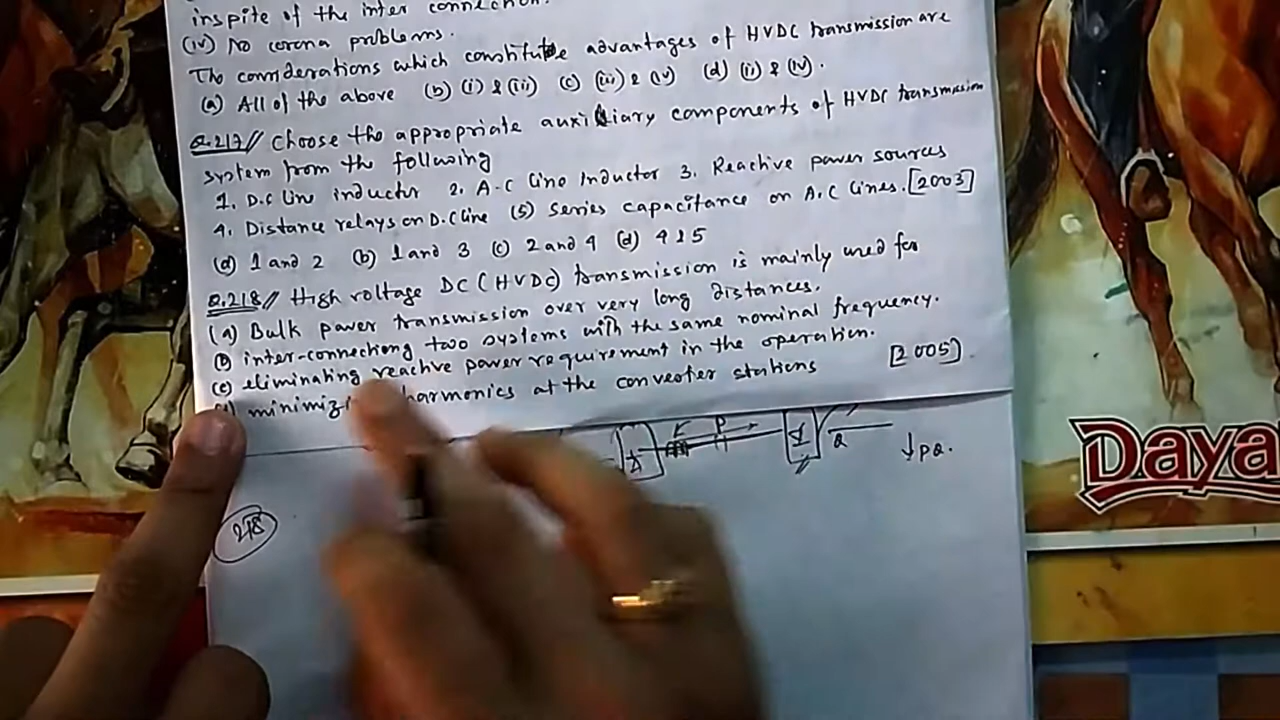 inspite of the inter connection.
(iv) No corona problems.
The considerations which constitute advantages of HVDC transmission are
(a) All of the above (b) (i) & (iii) (c) (iii) & (iv) (d) (ii) & (iv).
Q.217// Choose the appropriate auxiliary components of HVDC transmission
system from the following
1. D.C Line inductor 2. A.C Line Inductor 3. Reactive power sources
4. Distance relays on D.C Line (5) Series capacitance on A.C Lines. [2003]
(a) 1 and 2 (b) 1 and 3 (c) 2 and 4 (d) 4 & 5
Q.218// High voltage DC (HVDC) transmission is mainly used for
(a) Bulk power transmission over very long distances.
(b) inter-connecting two systems with the same nominal frequency.
(c) eliminating reactive power requirement in the operation.
harmonics at the converter stations [2005]
P
Q
↓PQ.
218
Daya